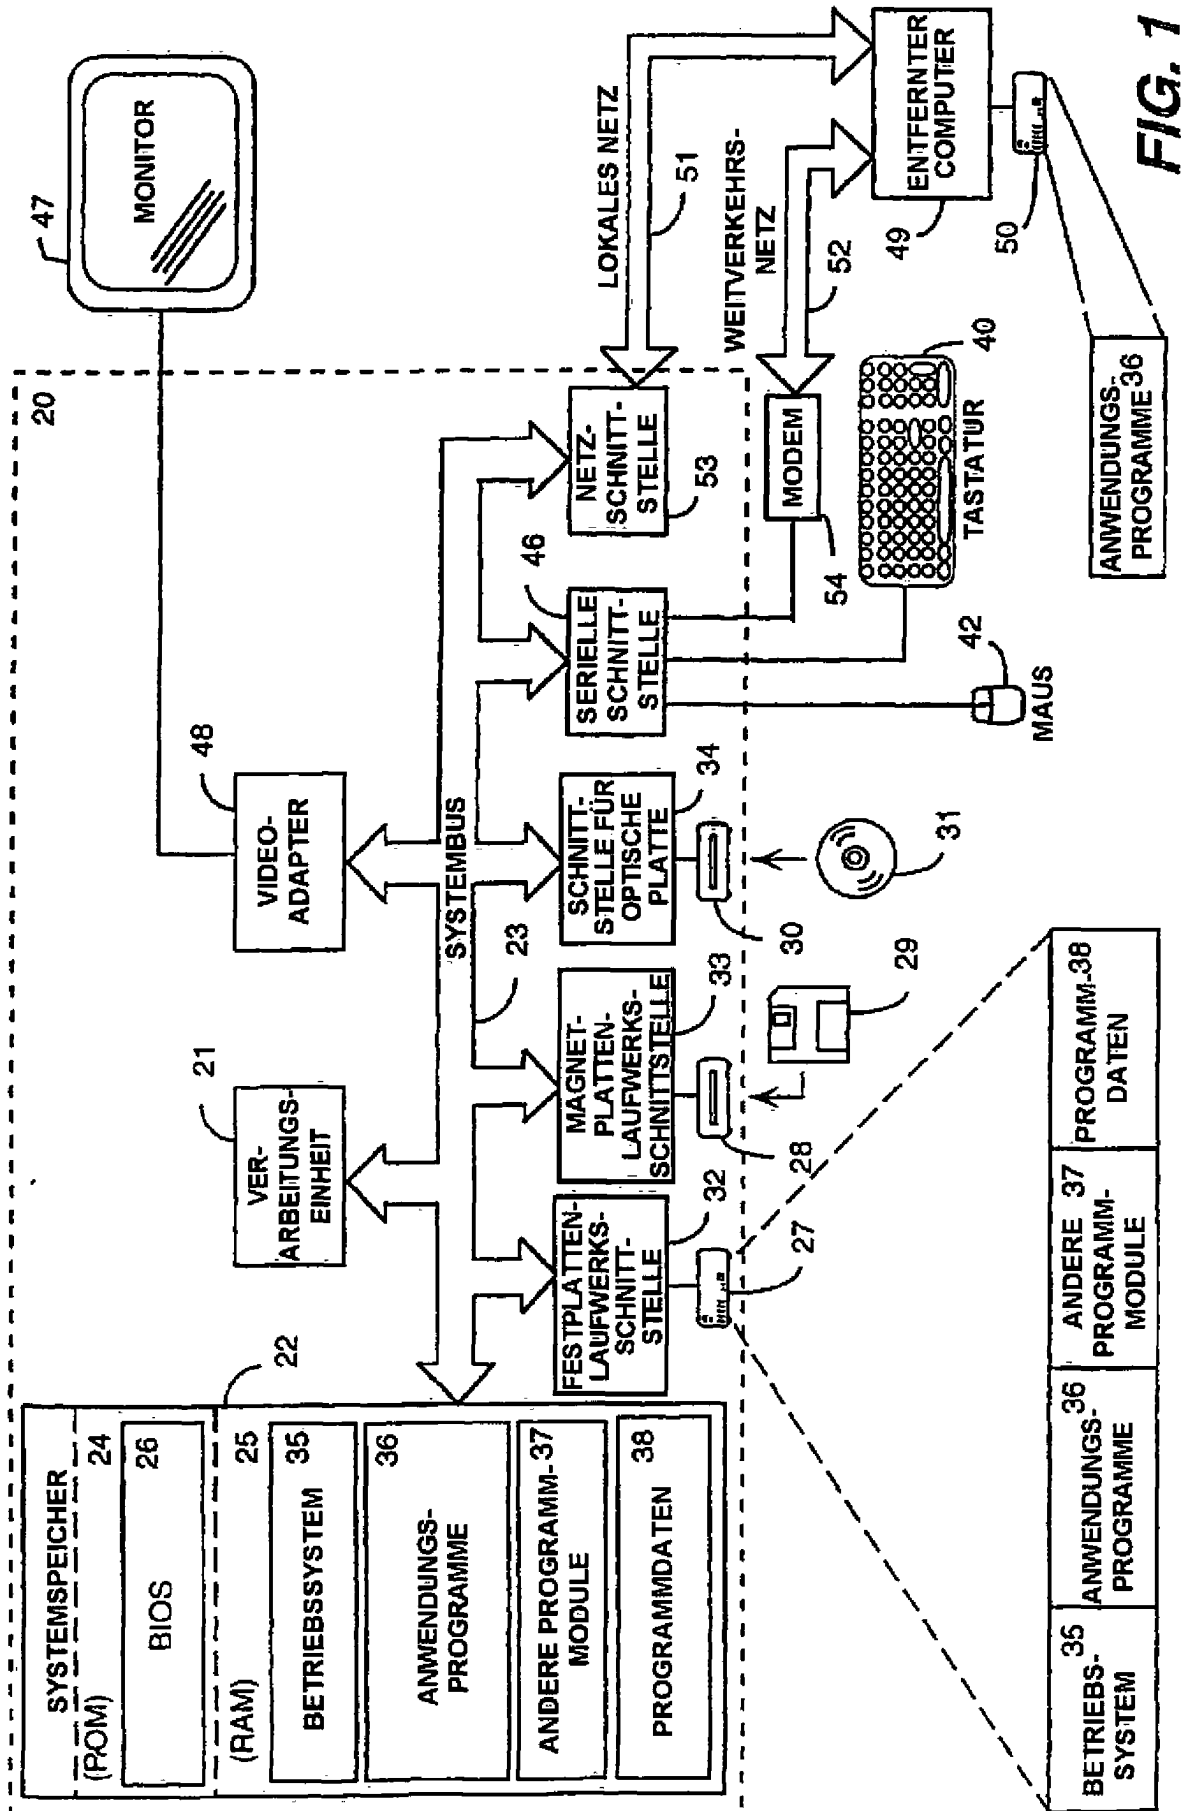 SYSTEMSPEICHER
(ROM) 24
BIOS 26
(RAM) 25
BETRIEBSSYSTEM 35
ANWENDUNGS-
PROGRAMME
36
ANDERE PROGRAMM-37
MODULE
PROGRAMMDATEN
38
22
VER-
ARBEITUNGS-
EINHEIT
21
VIDEO-
ADAPTER
48
20
MONITOR
47
SYSTEMBUS
23
FESTPLATTEN-
LAUFWERKS-
SCHNITT-
STELLE
32
MAGNET-
PLATTEN-
LAUFWERKS-
SCHNITTSTELLE
33
SCHNITT-
STELLE FÜR
OPTISCHE
PLATTE
34
SERIELLE
SCHNITT-
STELLE
46
NETZ-
SCHNITT-
STELLE
53
LOKALES NETZ
51
WEITVERKEHRS-
NETZ
52
MODEM
54
27
28
29
30
31
MAUS
42
TASTATUR
40
ENTFERNTER
COMPUTER
49
50
ANWENDUNGS-
PROGRAMME36
BETRIEBS-35
SYSTEM
ANWENDUNGS-36
PROGRAMME
ANDERE 37
PROGRAMM-
MODULE
PROGRAMM-38
DATEN
FIG. 1